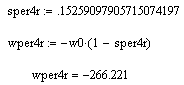 sper4r := .15259097905715074197
wper4r := −w0·(1 − sper4r)
wper4r = −266.221